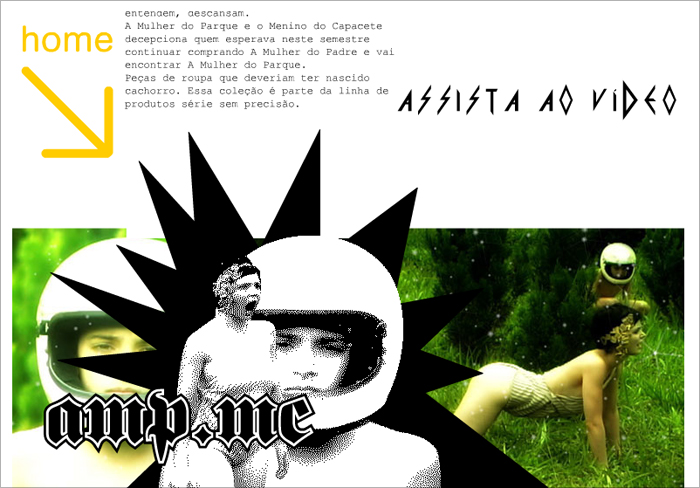 entendem, descansam.
home
A Mulher do Parque e o Menino do Capacete
decepciona quem esperava neste semestre
continuar comprando A Mulher do Padre e vai
encontrar A Mulher do Parque.
Peças de roupa que deveriam ter nascido
cachorro. Essa coleção é parte da linha de
produtos série sem precisão.
ASSISTA AO VíDEO
amp.mc